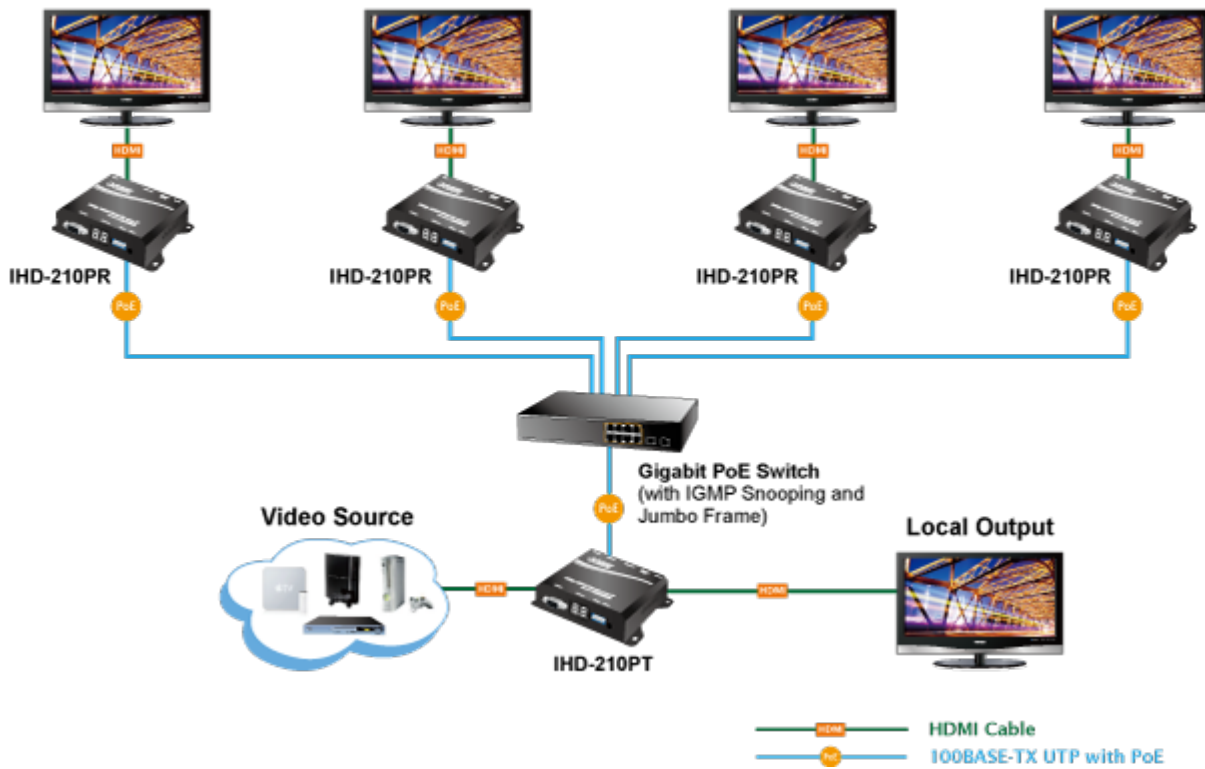 HDMI
HDMI
HDMI
HDMI
IHD-210PR
IHD-210PR
IHD-210PR
IHD-210PR
PoE
PoE
PoE
PoE
Gigabit PoE Switch
(with IGMP Snooping and
Jumbo Frame)
PoE
Video Source
Local Output
HDMI
HDMI
IHD-210PT
HDMI HDMI Cable
PoE 100BASE-TX UTP with PoE